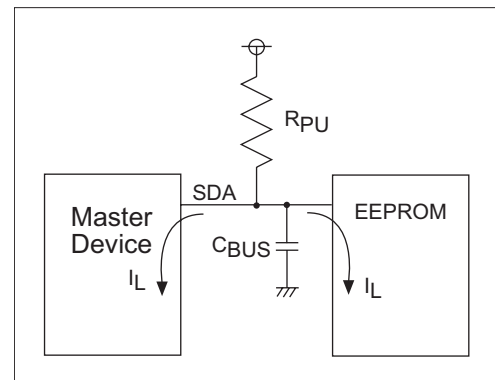 RPU
SDA
Master
Device
EEPROM
CBUS
IL
IL